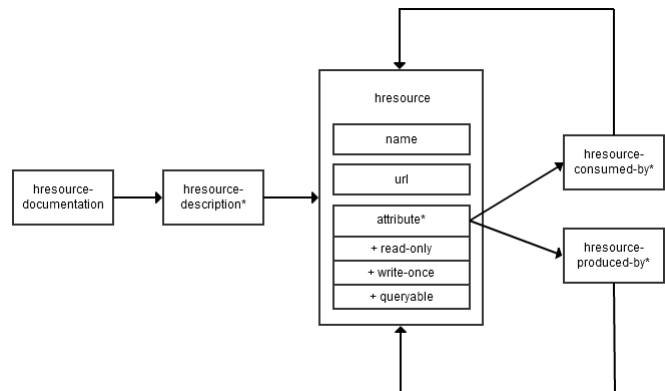 hresource-
documentation
hresource-
description*
hresource
name
url
attribute*
+ read-only
+ write-once
+ queryable
hresource-
consumed-by*
hresource-
produced-by*